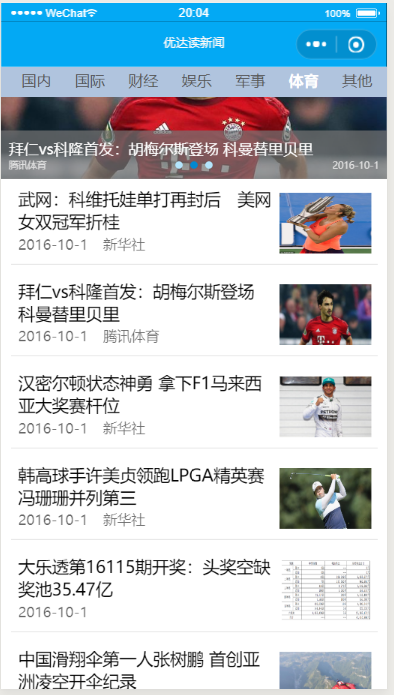 WeChat 20:04 100%
优达读新闻
国内 国际 财经 娱乐 军事 体育 其他
拜仁vs科隆首发：胡梅尔斯登场 科曼替里贝里
腾讯体育 2016-10-1
武网：科维托娃单打再封后 美网
女双冠军折桂
2016-10-1 新华社
拜仁vs科隆首发：胡梅尔斯登场
科曼替里贝里
2016-10-1 腾讯体育
汉密尔顿状态神勇 拿下F1马来西
亚大奖赛杆位
2016-10-1 新华社
韩高球手许美贞领跑LPGA精英赛
冯珊珊并列第三
2016-10-1 新华社
大乐透第16115期开奖：头奖空缺
奖池35.47亿
2016-10-1
中国滑翔伞第一人张树鹏 首创亚
洲凌空开伞纪录